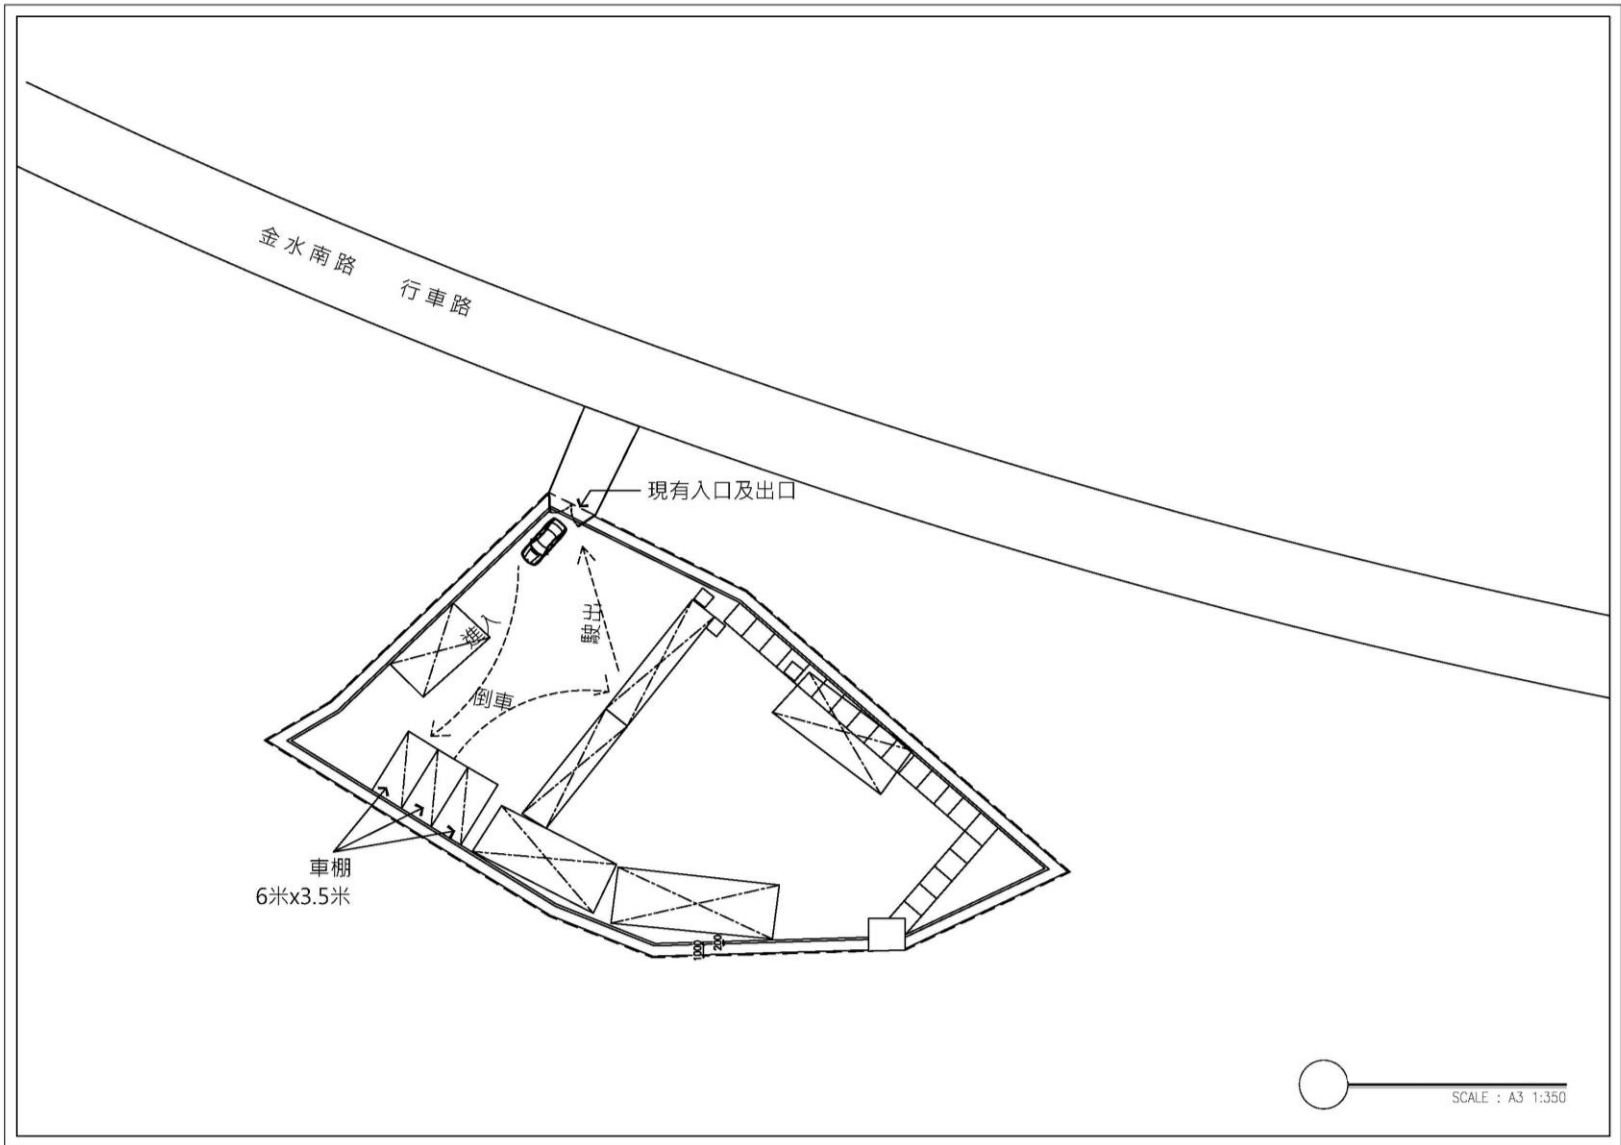 金水南路 行車路
現有入口及出口
進入
駛出
倒車
車棚
6米x3.5米
1000
200
SCALE : A3 1:350